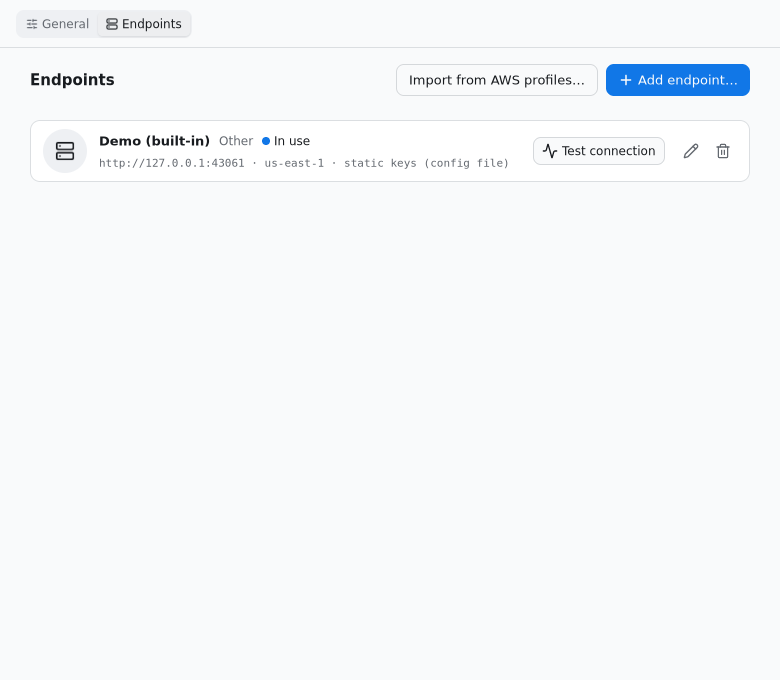 General Endpoints
Endpoints Import from AWS profiles... Add endpoint...
Demo (built-in) Other In use
http://127.0.0.1:43061 · us-east-1 · static keys (config file)
Test connection